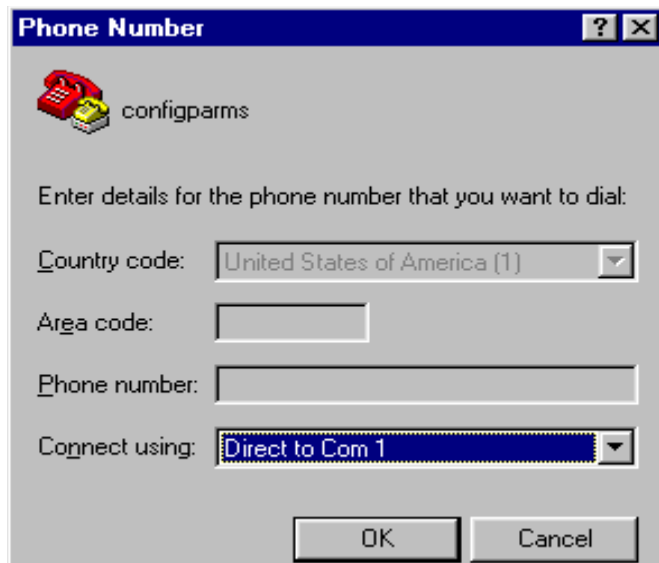 Phone Number
configparms
Enter details for the phone number that you want to dial:
Country code: United States of America (1)
Area code:
Phone number:
Connect using: Direct to Com 1
OK Cancel